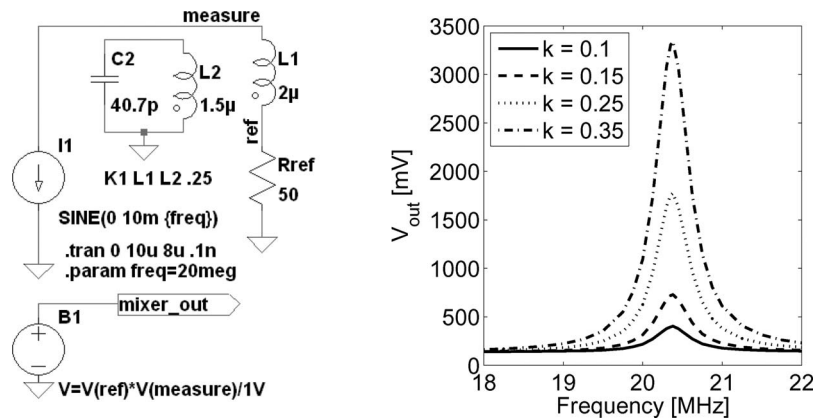 measure
C2
40.7p
L2
1.5µ
L1
2µ
ref
Rref
50
I1
K1 L1 L2 .25
SINE(0 10m {freq})
.tran 0 10u 8u .1n
.param freq=20meg
B1
mixer_out
V=V(ref)*V(measure)/1V
k = 0.1
k = 0.15
k = 0.25
k = 0.35
Vout [mV]
3500
3000
2500
2000
1500
1000
500
0
18 19 20 21 22
Frequency [MHz]